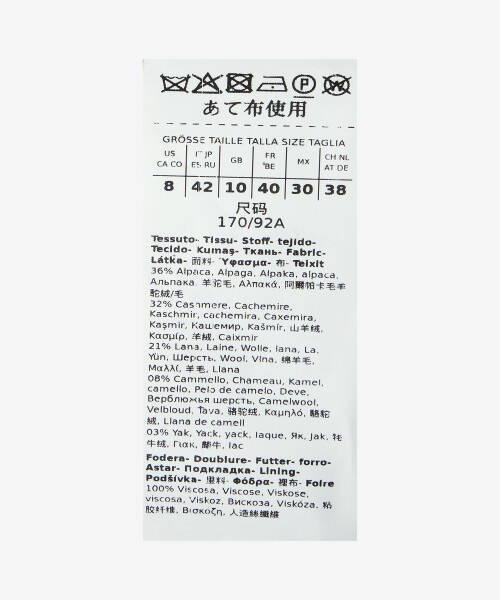 あて布使用
GRÖSSE TAILLE TALLA SIZE TAGLIA
US CA CO
IT JP ES RU
GB
FR BE
MX
CH NL AT DE
8 42 10 40 30 38
尺码
170/92A
Tessuto- Tissu- Stoff- tejido-
Tecido- Kumaş- Ткань- Fabric-
Látka- 面料- Ύφασμα- 布- Teixit
36% Alpaca, Alpaga, Alpaka, alpaca,
Альпака, 羊驼毛, Αλπακά, 阿爾帕卡毛羊
駝絨/毛
32% Cashmere, Cachemire,
Kaschmir, cachemira, Caxemira,
Kaşmir, Кашемир, Kašmír, 山羊絨,
Κασμίρ, 羊絨, Caixmir
21% Lana, Laine, Wolle, lana, La,
Yün, Шерсть, Wool, Vlna, 綿羊毛,
Μαλλί, 羊毛, Llana
08% Cammello, Chameau, Kamel,
camello, Pelo de camelo, Deve,
Верблюжья шерсть, Camelwool,
Velbloud, Tava, 骆驼绒, Καμηλό, 駱駝
絨, Llana de camell
03% Yak, Yack, yack, Iaque, Як, Jak, 牦
牛绒, Γιακ, 犛牛, Iac
Fodera- Doublure- Futter- forro-
Astar- Подкладка- Lining-
Podšívka- 里料- Φόδρα- 裡布- Folre
100% Viscosa, Viscose, Viskose,
viscosa, Viskoz, Вискоза, Viskóza, 粘
胶纤维, Βισκόζη, 人造絲纖維